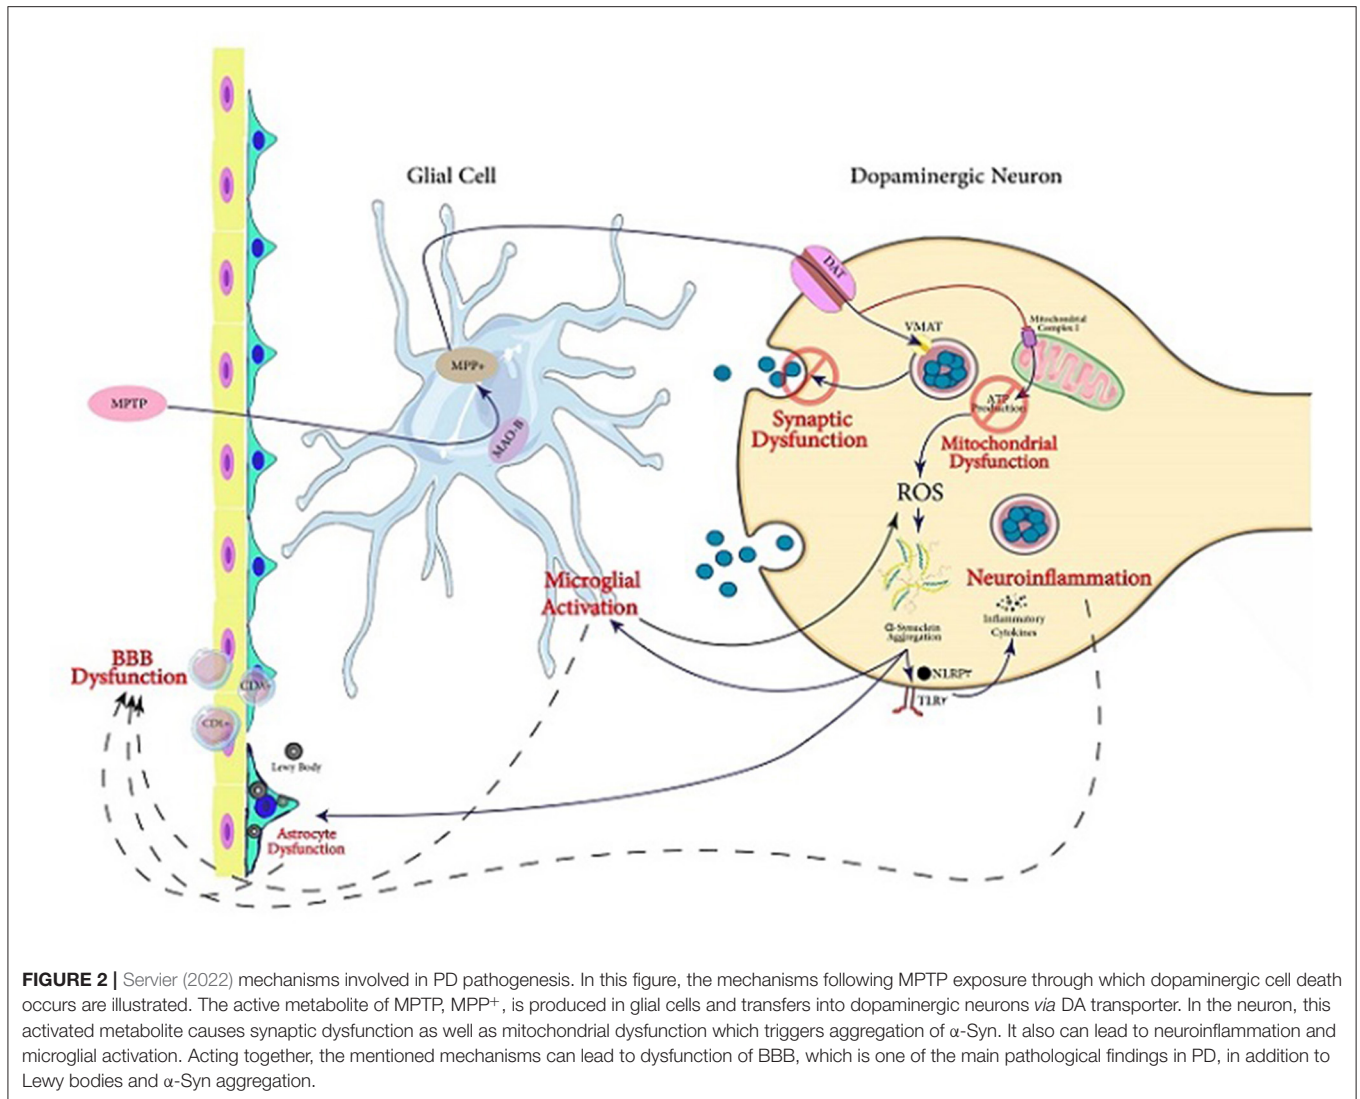 Glial Cell
Dopaminergic Neuron
DAT
VMAT
Mitochondrial
Complex I
MPP+
MPTP
MAO-B
ATP
Production
Synaptic
Dysfunction
Mitochondrial
Dysfunction
ROS
Neuroinflammation
Microglial
Activation
Inflammatory
Cytokines
α-Synuclein
Aggregation
BBB
Dysfunction
Lewy Body
Astrocyte
Dysfunction
FIGURE 2 | Servier (2022) mechanisms involved in PD pathogenesis. In this figure, the mechanisms following MPTP exposure through which dopaminergic cell death
occurs are illustrated. The active metabolite of MPTP, MPP+, is produced in glial cells and transfers into dopaminergic neurons via DA transporter. In the neuron, this
activated metabolite causes synaptic dysfunction as well as mitochondrial dysfunction which triggers aggregation of α-Syn. It also can lead to neuroinflammation and
microglial activation. Acting together, the mentioned mechanisms can lead to dysfunction of BBB, which is one of the main pathological findings in PD, in addition to
Lewy bodies and α-Syn aggregation.